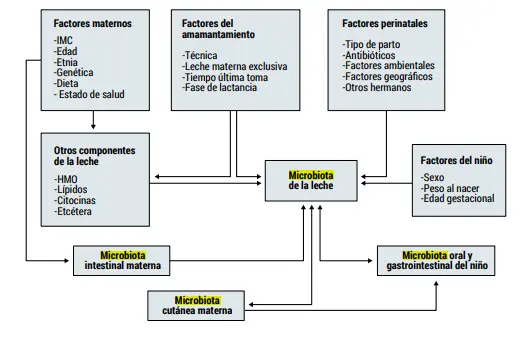 Factores maternos
-IMC
-Edad
-Etnia
-Genética
-Dieta
- Estado de salud
Factores del
amamantamiento
-Técnica
-Leche materna exclusiva
-Tiempo última toma
-Fase de lactancia
Factores perinatales
-Tipo de parto
-Antibióticos
-Factores ambientales
-Factores geográficos
-Otros hermanos
Otros componentes
de la leche
-HMO
-Lípidos
-Citocinas
-Etcétera
Microbiota
de la leche
Factores del niño
-Sexo
-Peso al nacer
-Edad gestacional
Microbiota
intestinal materna
Microbiota oral y
gastrointestinal del niño
Microbiota
cutánea materna